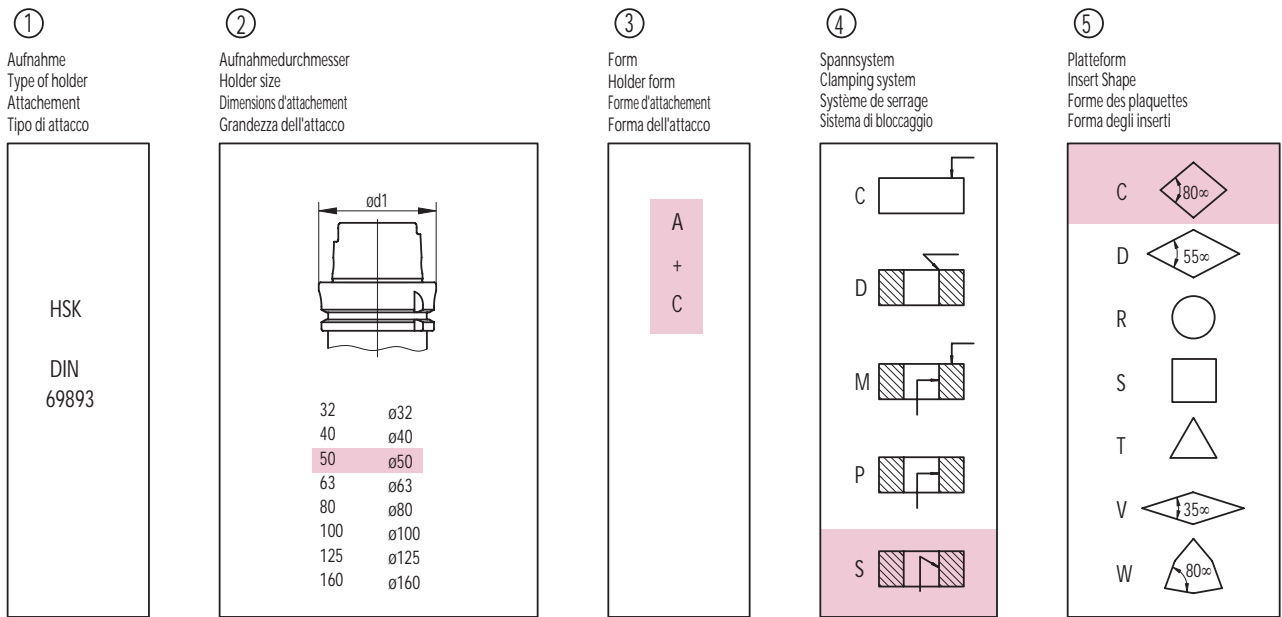 1
Aufnahme
Type of holder
Attachement
Tipo di attacco
HSK
DIN
69893
2
Aufnahmedurchmesser
Holder size
Dimensions d'attachement
Grandezza dell'attacco
ød1
32 ø32
40 ø40
50 ø50
63 ø63
80 ø80
100 ø100
125 ø125
160 ø160
3
Form
Holder form
Forme d'attachement
Forma dell'attacco
A
+
C
4
Spannsystem
Clamping system
Système de serrage
Sistema di bloccaggio
C
D
M
P
S
5
Platteform
Insert Shape
Forme des plaquettes
Forma degli inserti
C 80∞
D 55∞
R
S
T
V 35∞
W 80∞